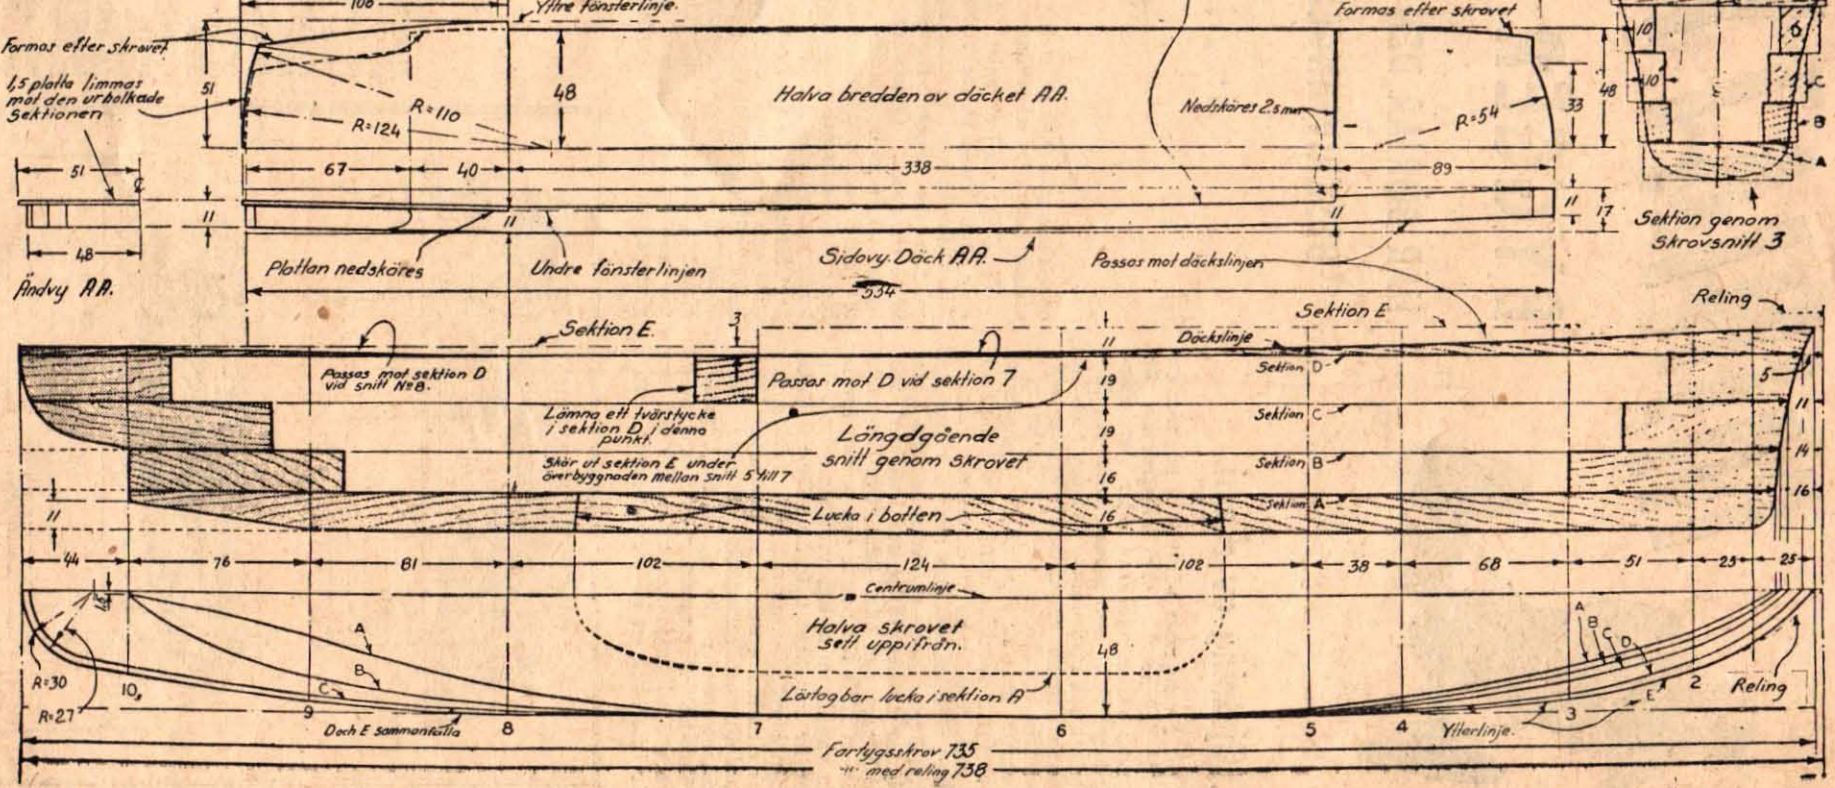 106
Yttre fönsterlinje.
Formas efter skrovet
Formas efter skrovet
1,5 platta limmas
mot den urholkade
Sektionen
51
R=110
R=124
48
Halva bredden av däcket AA.
Nedskäres 2.5mm
R=54
33
48
10
10
6
C
B
A
67
40
338
89
51
11
48
11
11
11
17
Sektion genom
skrovsnitt 3
Ändvy AA.
Plattan nedskäres
Undre fönsterlinjen
Sidovy. Däck AA.
Passas mot däckslinjen
534
Reling
Sektion E.
3
Sektion E
11
Däckslinje
Passas mot sektion D
vid snitt No8.
Passas mot D vid sektion 7
19
Sektion D
5
Lämna ett tvärstycke
i sektion D i denna
punkt.
Längdgående
snitt genom skrovet
19
Sektion C
11
Skär ut sektion E under
överbyggnaden mellan snitt 5 till 7
16
Sektion B
14
11
Lucka i botten
16
Sektion A
16
44
76
81
102
124
102
38
68
51
25
25
Centrumlinje
Halva skrovet
sett uppifrån.
48
A
B
C
A
B
C
D
E
R=30
R=27
Löstagbar lucka i sektion A
Reling
10
9
8
7
6
5
4
3
2
D och E sammanfalla
Ytterlinje.
Fartygsskrov 735
" med reling 738